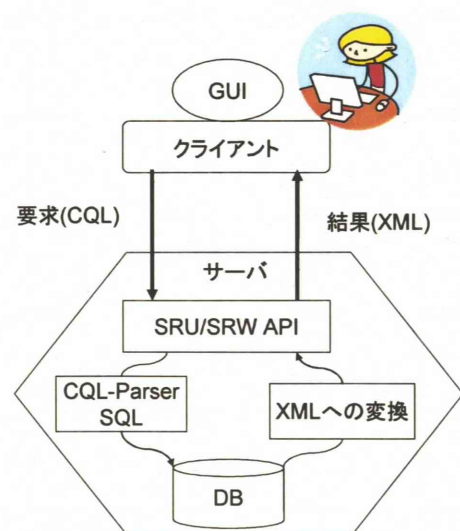 GUI
クライアント
要求(CQL)
結果(XML)
サーバ
SRU/SRW API
CQL-Parser
SQL
XMLへの変換
DB